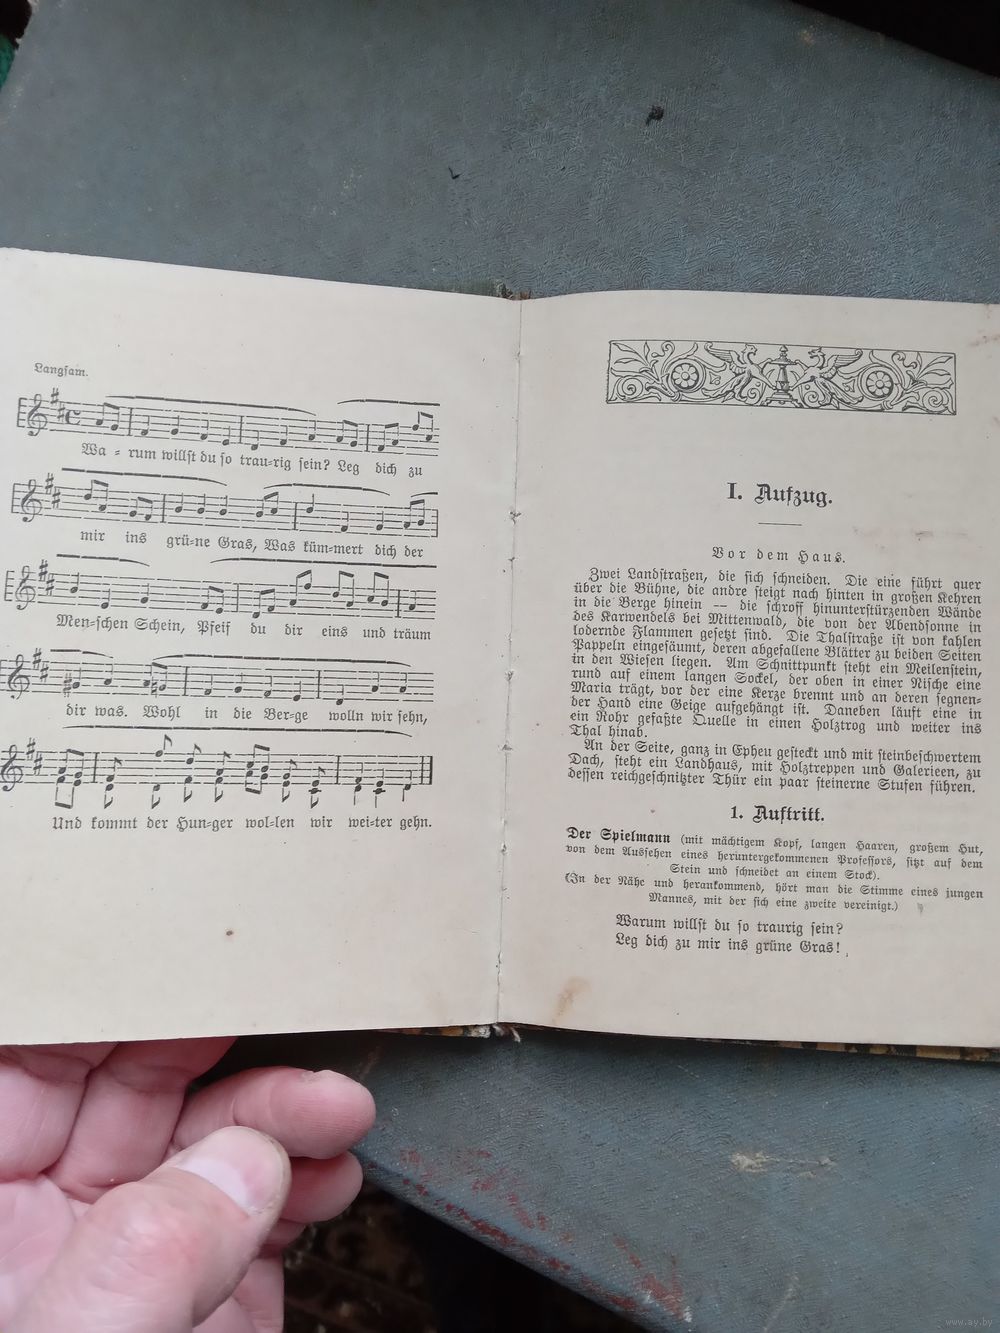 Langsam.
Wa - rum willst du so trau-rig sein? Leg dich zu
mir ins grü-ne Gras, Was küm-mert dich der
Men-schen Schein, Pfeif du dir eins und träum
dir was. Wohl in die Ber-ge wolln wir sehn,
Und kommt der Hun-ger wol-len wir wei-ter gehn.
I. Aufzug.
Vor dem Haus.
Zwei Landstraßen, die sich schneiden. Die eine führt quer
über die Bühne, die andre steigt nach hinten in großen Kehren
in die Berge hinein — die schroff hinunterstürzenden Wände
des Karwendels bei Mittenwald, die von der Abendsonne in
lodernde Flammen gesetzt sind. Die Thalstraße ist von kahlen
Pappeln eingesäumt, deren abgefallene Blätter zu beiden Seiten
in den Wiesen liegen. Am Schnittpunkt steht ein Meilenstein,
rund auf einem langen Sockel, der oben in einer Nische eine
Maria trägt, vor der eine Kerze brennt und an deren segnen-
der Hand eine Geige aufgehängt ist. Daneben läuft eine in
ein Rohr gefaßte Quelle in einen Holztrog und weiter ins
Thal hinab.
An der Seite, ganz in Epheu gesteckt und mit steinbeschwertem
Dach, steht ein Landhaus, mit Holztreppen und Galerieen, zu
dessen reichgeschnitzter Thür ein paar steinerne Stufen führen.
1. Auftritt.
Der Spielmann (mit mächtigem Kopf, langen Haaren, großem Hut,
von dem Aussehen eines heruntergekommenen Professors, sitzt auf dem
Stein und schneidet an einem Stock).
(In der Nähe und herankommend, hört man die Stimme eines jungen
Mannes, mit der sich eine zweite vereinigt.)
Warum willst du so traurig sein?
Leg dich zu mir ins grüne Gras!
www.ay.by